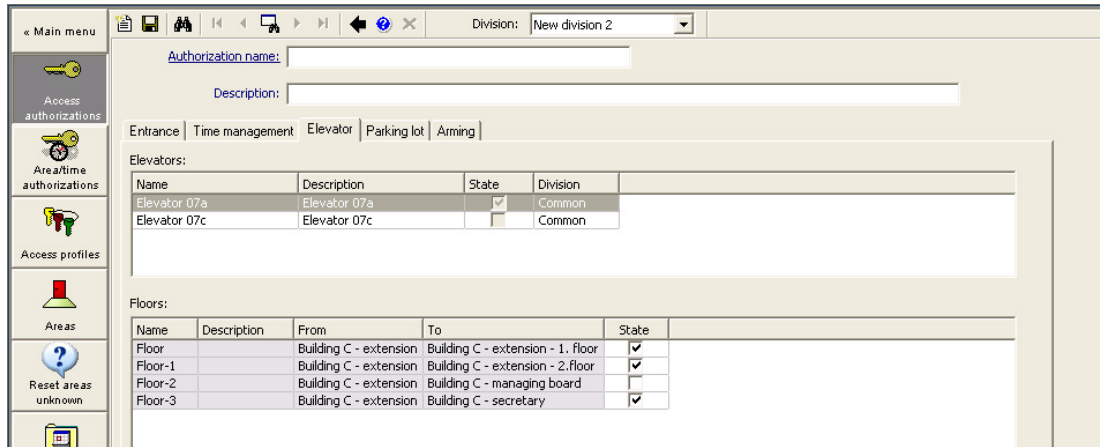 « Main menu
Division: New division 2
Authorization name:
Access
authorizations
Description:
Entrance Time management Elevator Parking lot Arming
Area/time
authorizations
Elevators:
Name Description State Division
Elevator 07a Elevator 07a Common
Elevator 07c Elevator 07c Common
Access profiles
Floors:
Areas
Name Description From To State
Floor Building C - extension Building C - extension - 1. floor
Floor-1 Building C - extension Building C - extension - 2.floor
Floor-2 Building C - extension Building C - managing board
Floor-3 Building C - extension Building C - secretary
Reset areas
unknown